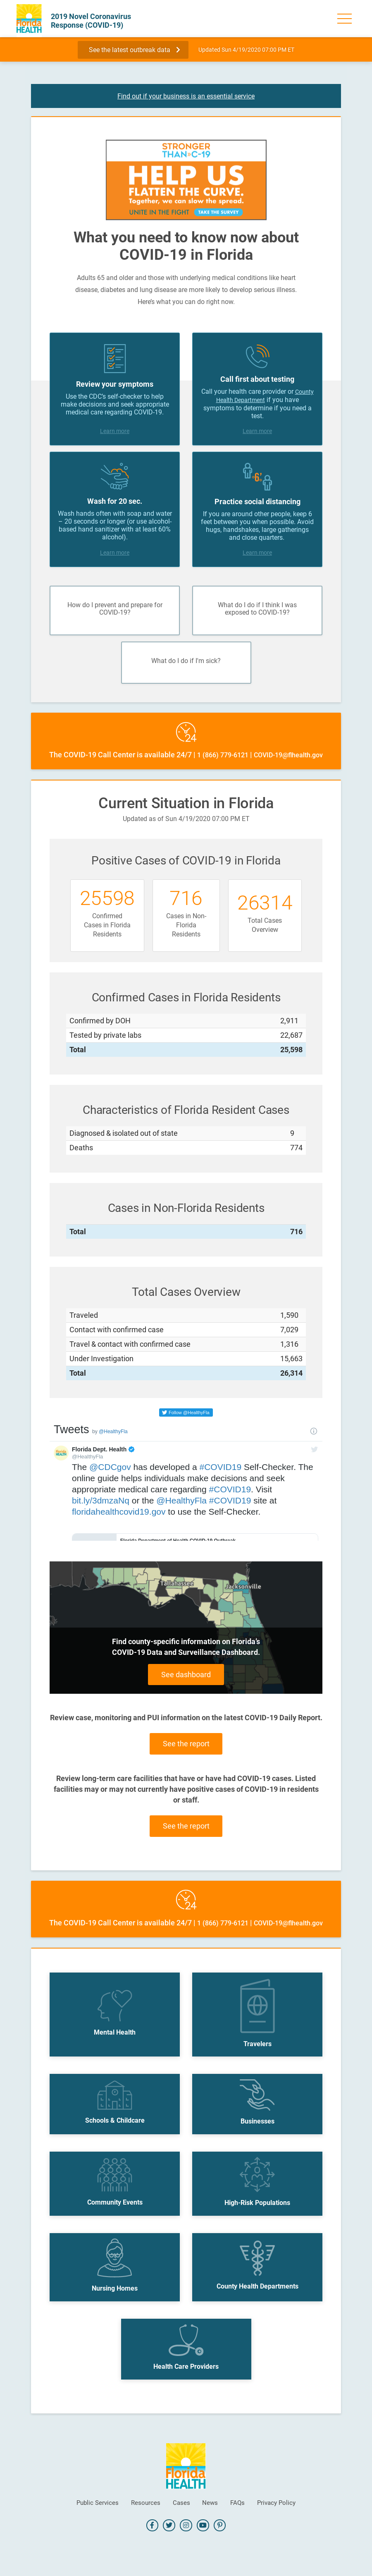 Florida
HEALTH
2019 Novel Coronavirus
Response (COVID-19)
See the latest outbreak data
Updated Sun 4/19/2020 07:00 PM ET
Find out if your business is an essential service
STRONGER
THAN C-19
HELP US
FLATTEN THE CURVE.
Together, we can slow the spread.
UNITE IN THE FIGHT TAKE THE SURVEY
What you need to know now about
COVID-19 in Florida
Adults 65 and older and those with underlying medical conditions like heart
disease, diabetes and lung disease are more likely to develop serious illness.
Here's what you can do right now.
Review your symptoms
Use the CDC's self-checker to help
make decisions and seek appropriate
medical care regarding COVID-19.
Learn more
Call first about testing
Call your health care provider or County
Health Department if you have
symptoms to determine if you need a
test.
Learn more
Wash for 20 sec.
Wash hands often with soap and water
– 20 seconds or longer (or use alcohol-
based hand sanitizer with at least 60%
alcohol).
Learn more
6'
Practice social distancing
If you are around other people, keep 6
feet between you when possible. Avoid
hugs, handshakes, large gatherings
and close quarters.
Learn more
How do I prevent and prepare for
COVID-19?
What do I do if I think I was
exposed to COVID-19?
What do I do if I'm sick?
24
The COVID-19 Call Center is available 24/7 | 1 (866) 779-6121 | COVID-19@flhealth.gov
Current Situation in Florida
Updated as of Sun 4/19/2020 07:00 PM ET
Positive Cases of COVID-19 in Florida
25598
Confirmed
Cases in Florida
Residents
716
Cases in Non-
Florida
Residents
26314
Total Cases
Overview
Confirmed Cases in Florida Residents
Confirmed by DOH 2,911
Tested by private labs 22,687
Total 25,598
Characteristics of Florida Resident Cases
Diagnosed & isolated out of state 9
Deaths 774
Cases in Non-Florida Residents
Total 716
Total Cases Overview
Traveled 1,590
Contact with confirmed case 7,029
Travel & contact with confirmed case 1,316
Under Investigation 15,663
Total 26,314
Follow @HealthyFla
Tweets by @HealthyFla
Florida Dept. Health
@HealthyFla
The @CDCgov has developed a #COVID19 Self-Checker. The
online guide helps individuals make decisions and seek
appropriate medical care regarding #COVID19. Visit
bit.ly/3dmzaNq or the @HealthyFla #COVID19 site at
floridahealthcovid19.gov to use the Self-Checker.
Florida Department of Health COVID-19 Outbreak
Tallahassee
Jacksonville
Find county-specific information on Florida's
COVID-19 Data and Surveillance Dashboard.
See dashboard
Review case, monitoring and PUI information on the latest COVID-19 Daily Report.
See the report
Review long-term care facilities that have or have had COVID-19 cases. Listed
facilities may or may not currently have positive cases of COVID-19 in residents
or staff.
See the report
24
The COVID-19 Call Center is available 24/7 | 1 (866) 779-6121 | COVID-19@flhealth.gov
Mental Health
Travelers
Schools & Childcare
Businesses
Community Events
High-Risk Populations
Nursing Homes
County Health Departments
Health Care Providers
Florida
HEALTH
Public Services Resources Cases News FAQs Privacy Policy